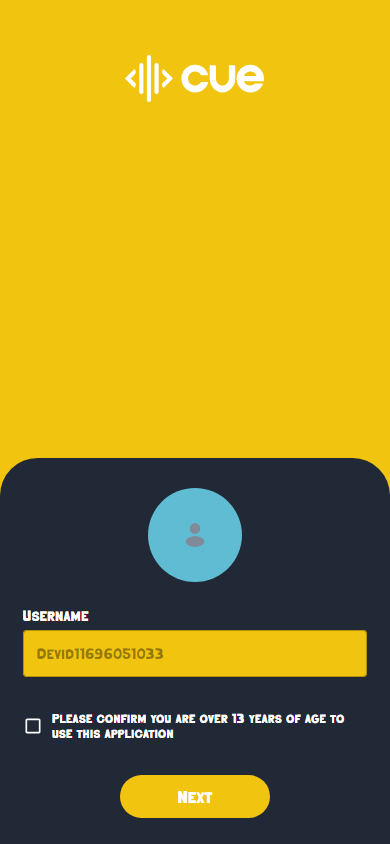 cue
Username
Devid11696051033
Please confirm you are over 13 years of age to
use this application
Next